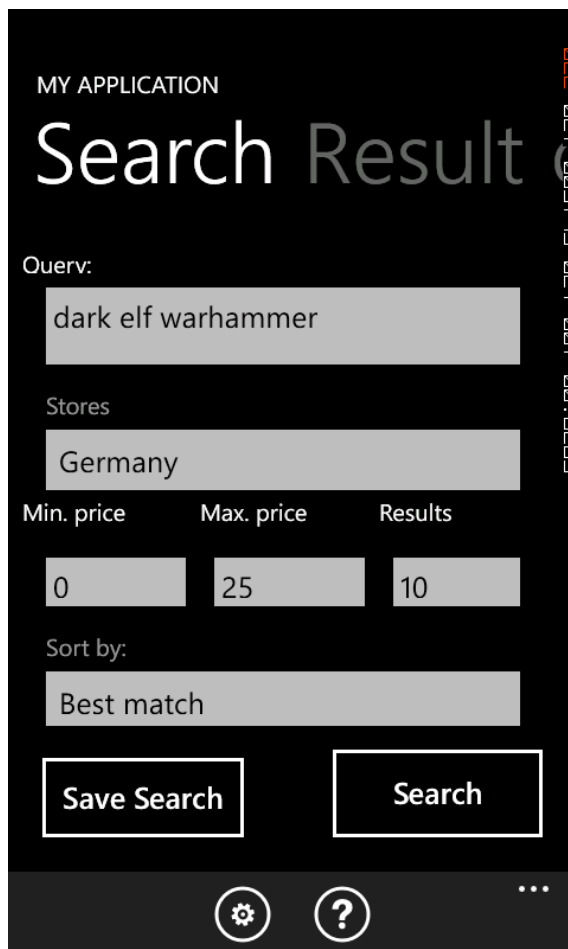 MY APPLICATION
Search Result
Query:
dark elf warhammer
Stores
Germany
Min. price Max. price Results
0 25 10
Sort by:
Best match
Save Search Search
?